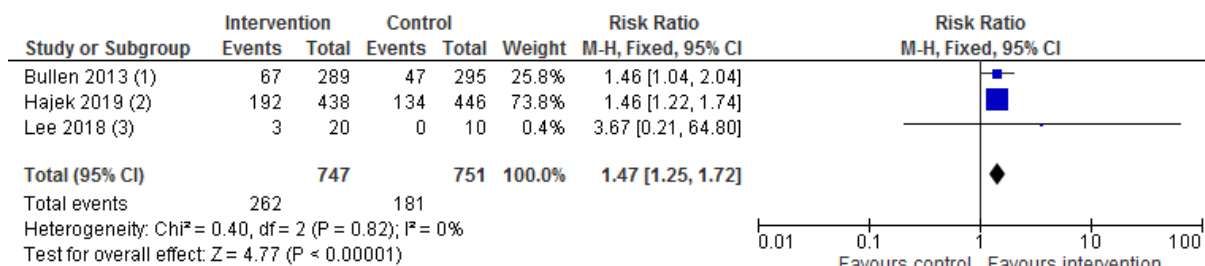 Intervention Control Risk Ratio Risk Ratio
Study or Subgroup Events Total Events Total Weight M-H, Fixed, 95% CI M-H, Fixed, 95% CI
Bullen 2013 (1) 67 289 47 295 25.8% 1.46 [1.04, 2.04]
Hajek 2019 (2) 192 438 134 446 73.8% 1.46 [1.22, 1.74]
Lee 2018 (3) 3 20 0 10 0.4% 3.67 [0.21, 64.80]
Total (95% CI) 747 751 100.0% 1.47 [1.25, 1.72]
Total events 262 181
Heterogeneity: Chi² = 0.40, df = 2 (P = 0.82); I² = 0%
Test for overall effect: Z = 4.77 (P < 0.00001)
0.01 0.1 1 10 100
Favours control Favours intervention